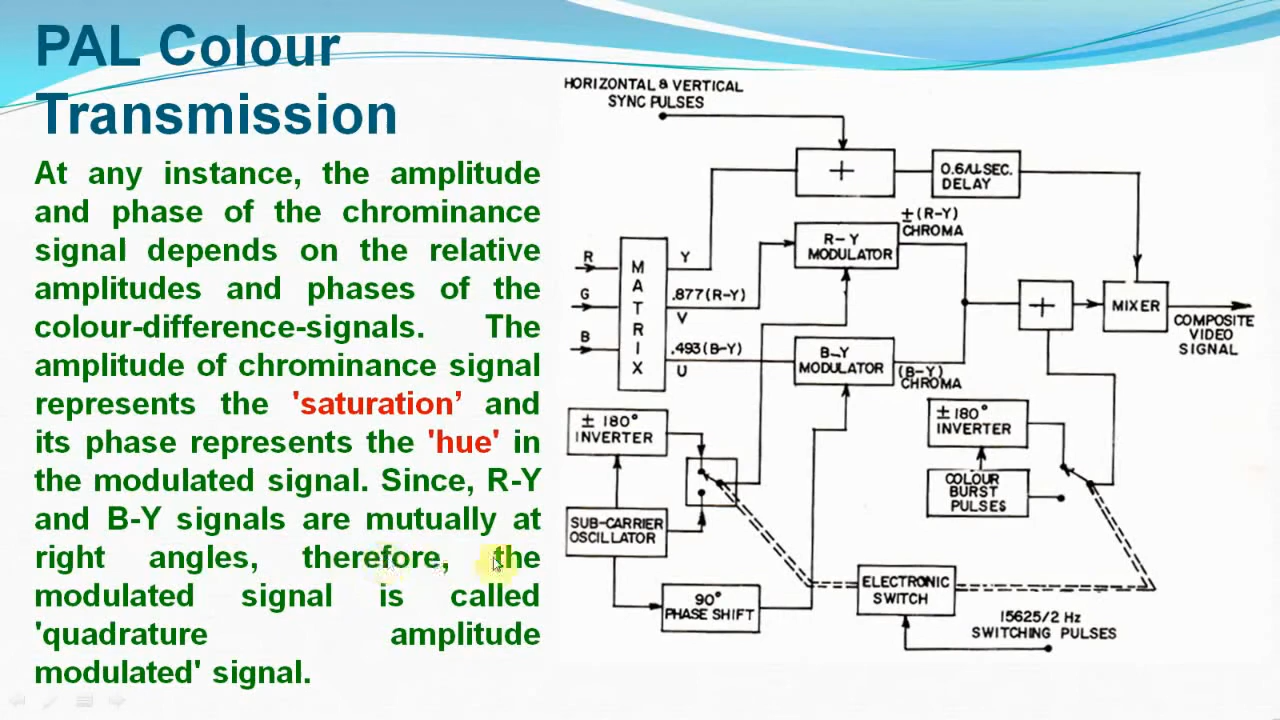 PAL Colour
Transmission
At any instance, the amplitude
and phase of the chrominance
signal depends on the relative
amplitudes and phases of the
colour-difference-signals. The
amplitude of chrominance signal
represents the 'saturation’ and
its phase represents the 'hue' in
the modulated signal. Since, R-Y
and B-Y signals are mutually at
right angles, therefore, the
modulated signal is called
'quadrature amplitude
modulated' signal.
HORIZONTAL & VERTICAL
SYNC PULSES
+
0.6/μSEC.
DELAY
±(R-Y)
CHROMA
R-Y
MODULATOR
R
G
B
MATRIX
Y
.877(R-Y)
V
.493(B-Y)
U
B-Y
MODULATOR
(B-Y)
CHROMA
+
MIXER
COMPOSITE
VIDEO
SIGNAL
± 180°
INVERTER
SUB-CARRIER
OSCILLATOR
90°
PHASE SHIFT
± 180°
INVERTER
COLOUR
BURST
PULSES
ELECTRONIC
SWITCH
15625/2 Hz
SWITCHING PULSES